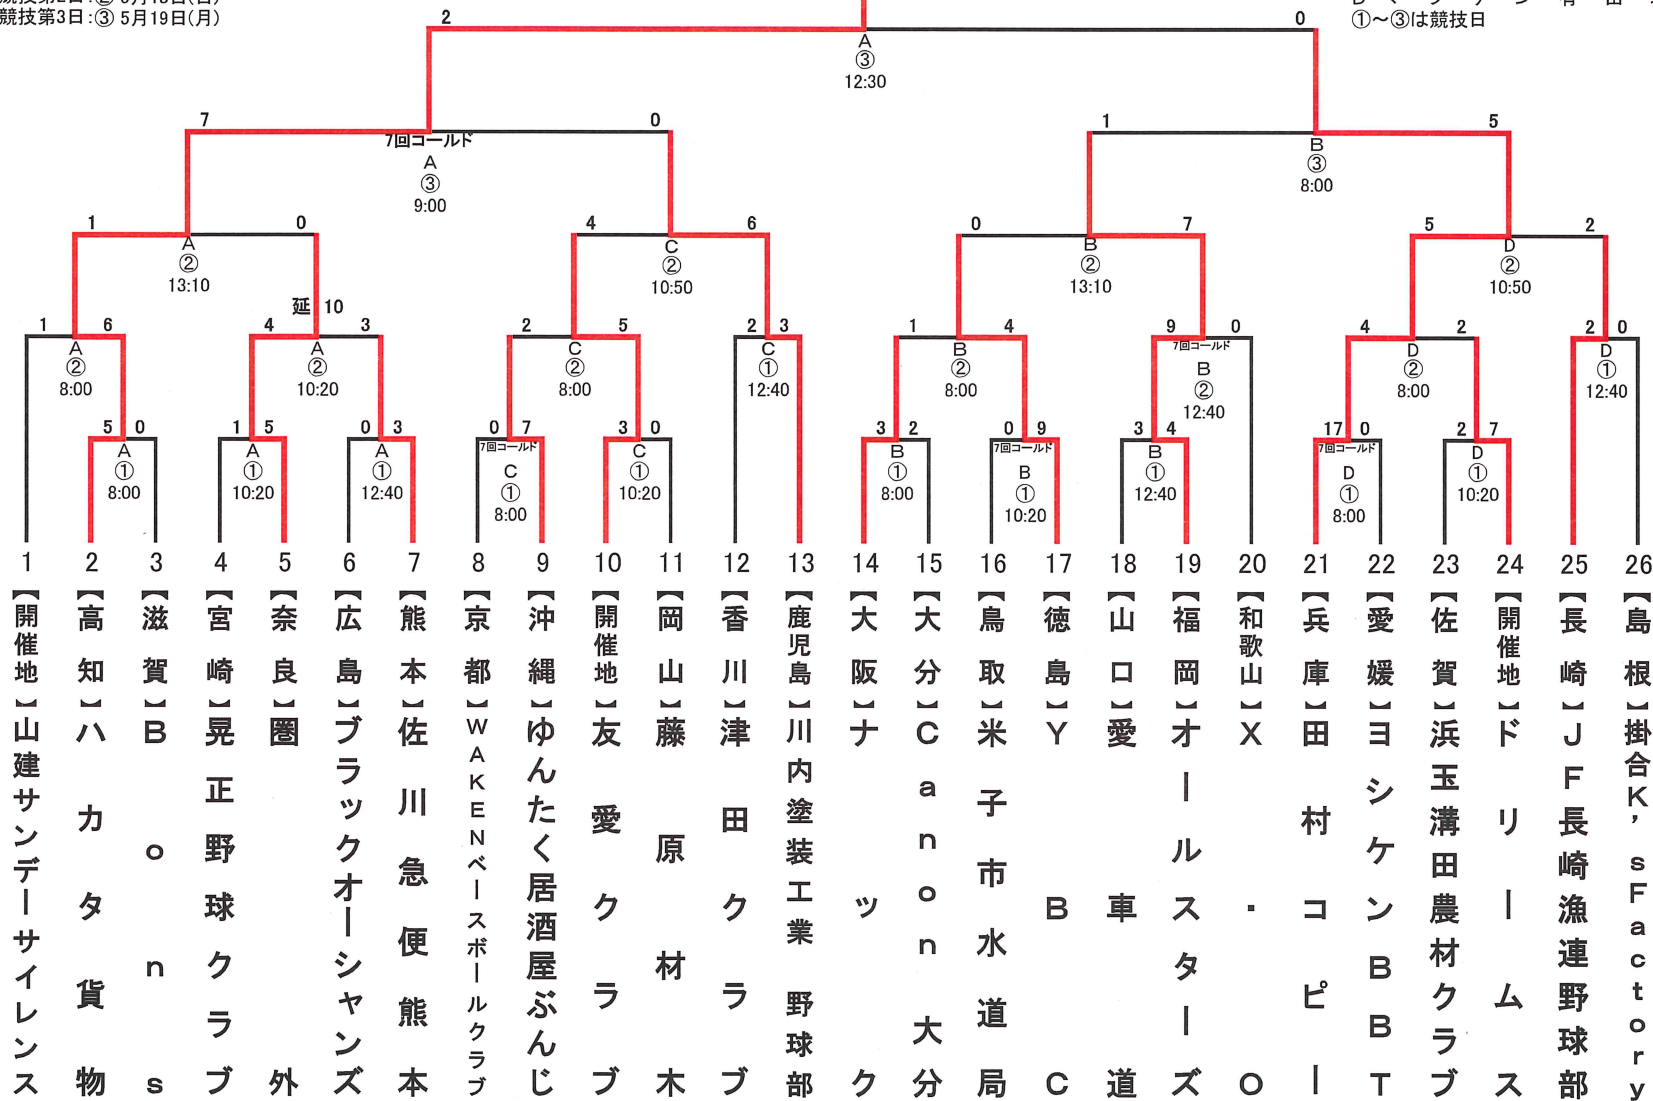 競技第3日:③ 5月19日(月)
①～③は競技日
2 0
A
③
12:30
7 0
7回コールド
A
③
9:00
1 5
B
③
8:00
1 0
A
②
13:10
4 6
C
②
10:50
0 7
B
②
13:10
5 2
D
②
10:50
1 6
A
②
8:00
延 10
4 3
A
②
10:20
2 5
C
②
8:00
2 3
C
①
12:40
1 4
B
②
8:00
9 0
7回コールド
B
②
12:40
4 2
D
②
8:00
2 0
D
①
12:40
5 0
A
①
8:00
1 5
A
①
10:20
0 3
A
①
12:40
0 7
7回コールド
C
①
8:00
3 0
C
①
10:20
3 2
B
①
8:00
0 9
7回コールド
B
①
10:20
3 4
B
①
12:40
17 0
7回コールド
D
①
8:00
2 7
D
①
10:20
1 2 3 4 5 6 7 8 9 10 11 12 13 14 15 16 17 18 19 20 21 22 23 24 25 26
【開催地】山建サンデーサイレンス
【高知】ハカタ貨物
【滋賀】Bons
【宮崎】晃正野球クラブ
【奈良】圏外
【広島】ブラックオーシャンズ
【熊本】佐川急便熊本
【京都】WAKENベースボールクラブ
【沖縄】ゆんたく居酒屋ぶんじ
【開催地】友愛クラブ
【岡山】藤原材木
【香川】津田クラブ
【鹿児島】川内塗装工業 野球部
【大阪】ナック
【大分】Canon大分
【鳥取】米子市水道局
【徳島】YBC
【山口】愛車道
【福岡】オールスターズ
【和歌山】X・O
【兵庫】田村コピー
【愛媛】ヨシケンBBT
【佐賀】浜玉溝田農材クラブ
【開催地】ドリームス
【長崎】JF長崎漁連野球部
【島根】掛合K’sFactory